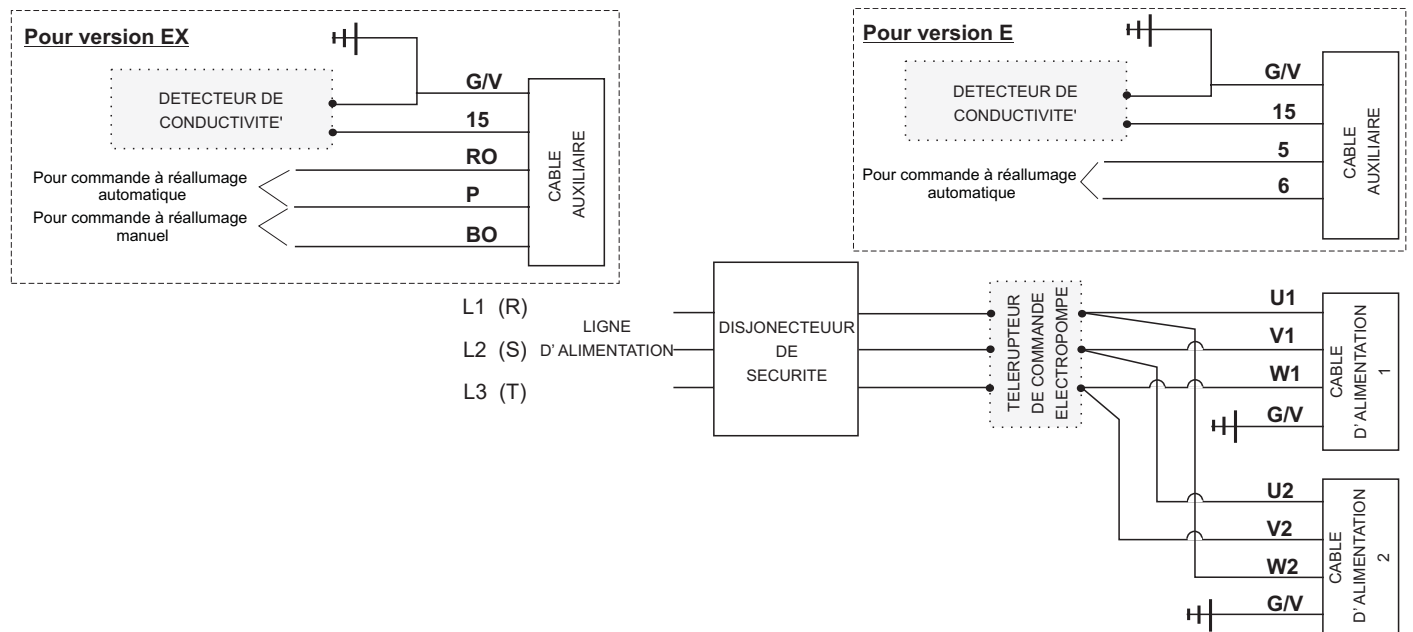 Pour version EX
G/V
DETECTEUR DE
CONDUCTIVITE'
15
RO
Pour commande à réallumage
automatique
P
Pour commande à réallumage
manuel
BO
CABLE
AUXILIAIRE
Pour version E
G/V
DETECTEUR DE
CONDUCTIVITE'
15
5
Pour commande à réallumage
automatique
6
CABLE
AUXILIAIRE
L1 (R)
L2 (S)
L3 (T)
LIGNE
D' ALIMENTATION
DISJONECTEUUR
DE
SECURITE
TELERUPTEUR
DE COMMANDE
ELECTROPOMPE
U1
V1
W1
G/V
CABLE
D' ALIMENTATION
1
U2
V2
W2
G/V
CABLE
D' ALIMENTATION
2